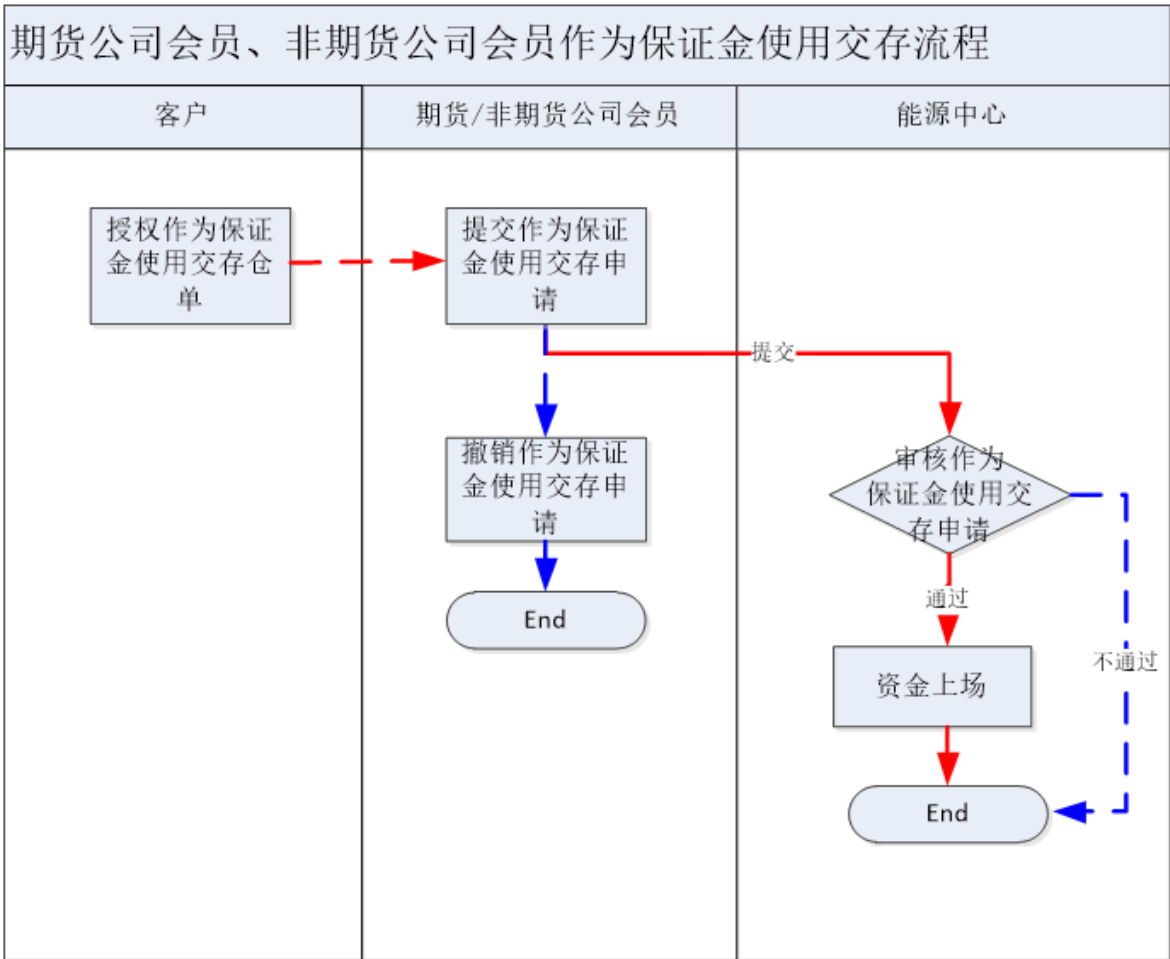 期货公司会员、非期货公司会员作为保证金使用交存流程
客户
期货/非期货公司会员
能源中心
授权作为保证
金使用交存仓
单
提交作为保证
金使用交存申
请
提交
撤销作为保证
金使用交存申
请
End
审核作为
保证金使用交
存申请
通过
不通过
资金上场
End